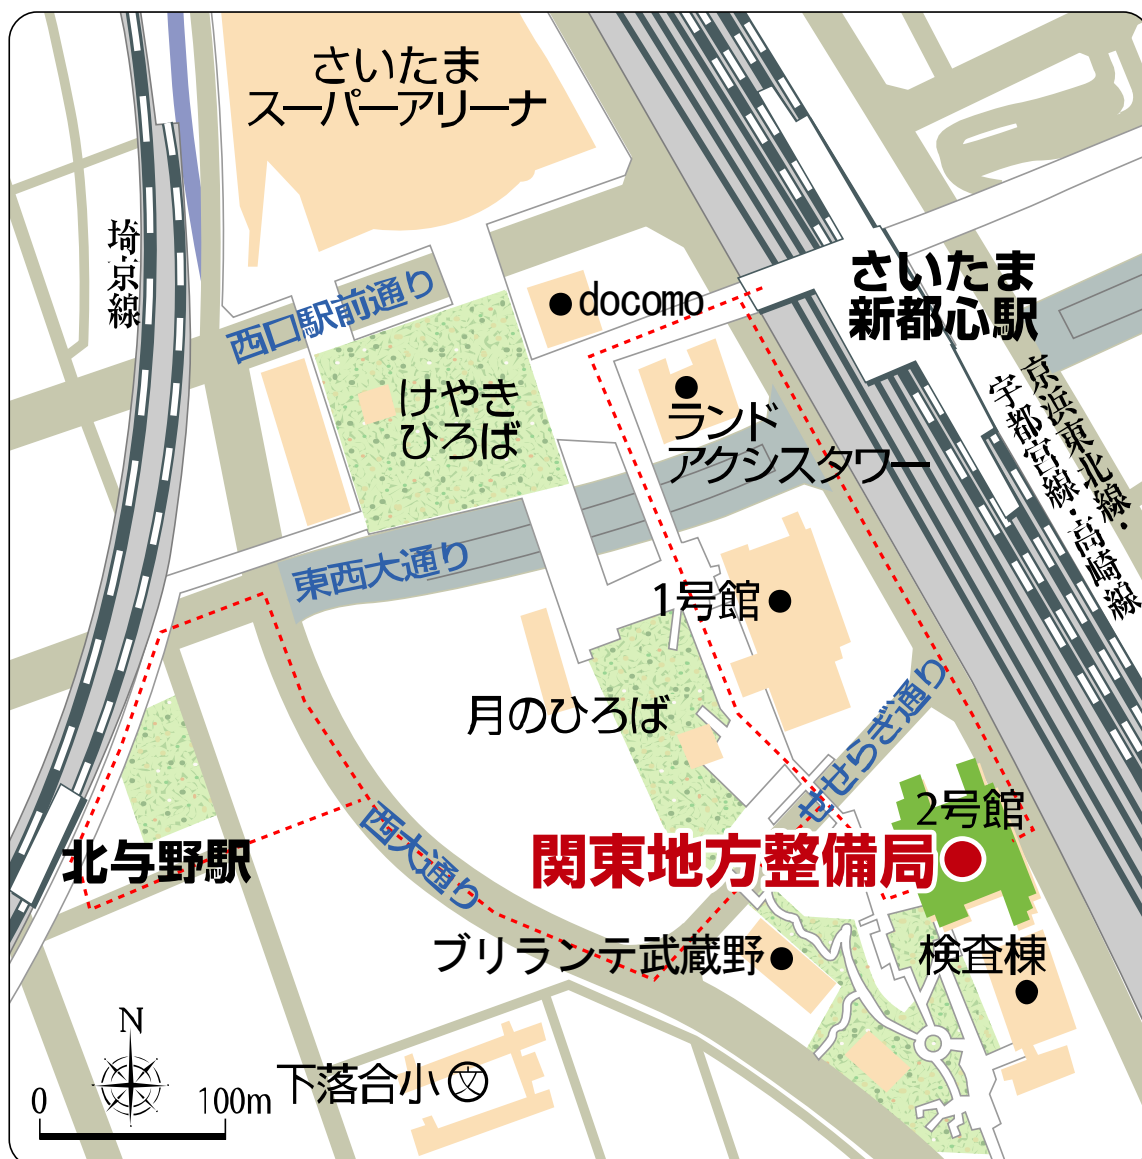 さいたま
スーパーアリーナ
埼京線
西口駅前通り
docomo
さいたま
新都心駅
けやき
ひろば
ランド
アクシスタワー
京浜東北線・
宇都宮線・高崎線
東西大通り
1号館
月のひろば
せせらぎ通り
2号館
北与野駅
西大通り
関東地方整備局
ブリランテ武蔵野
検査棟
N
0
100m
下落合小
文